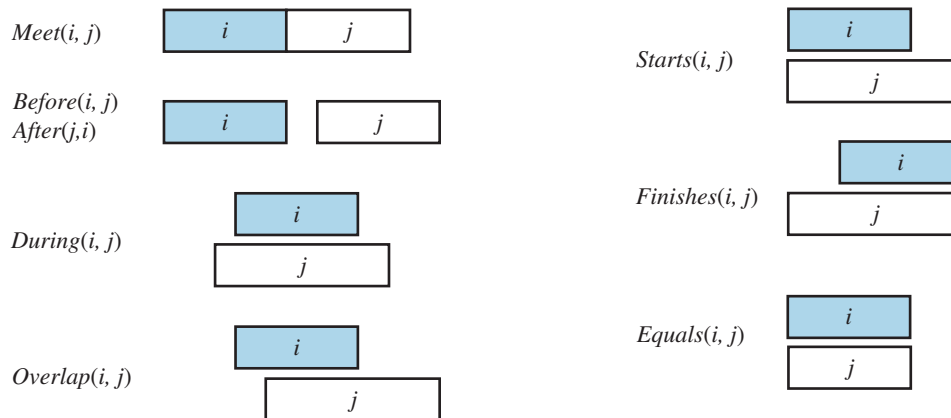 Meet(i, j)
i
j
Before(i, j)
After(j,i)
i
j
During(i, j)
i
j
Overlap(i, j)
i
j
Starts(i, j)
i
j
Finishes(i, j)
i
j
Equals(i, j)
i
j